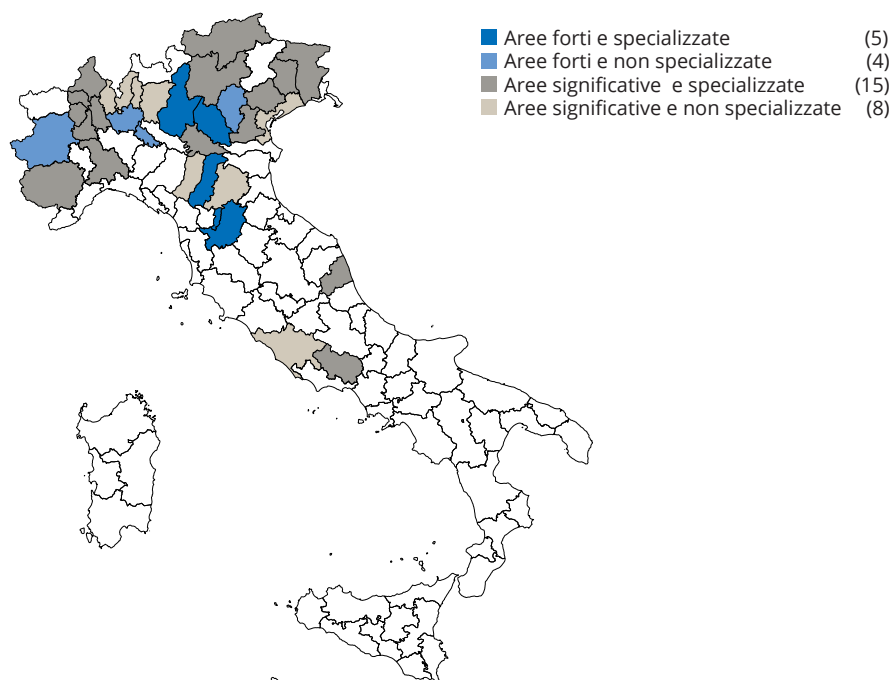 Aree forti e specializzate (5)
Aree forti e non specializzate (4)
Aree significative e specializzate (15)
Aree significative e non specializzate (8)